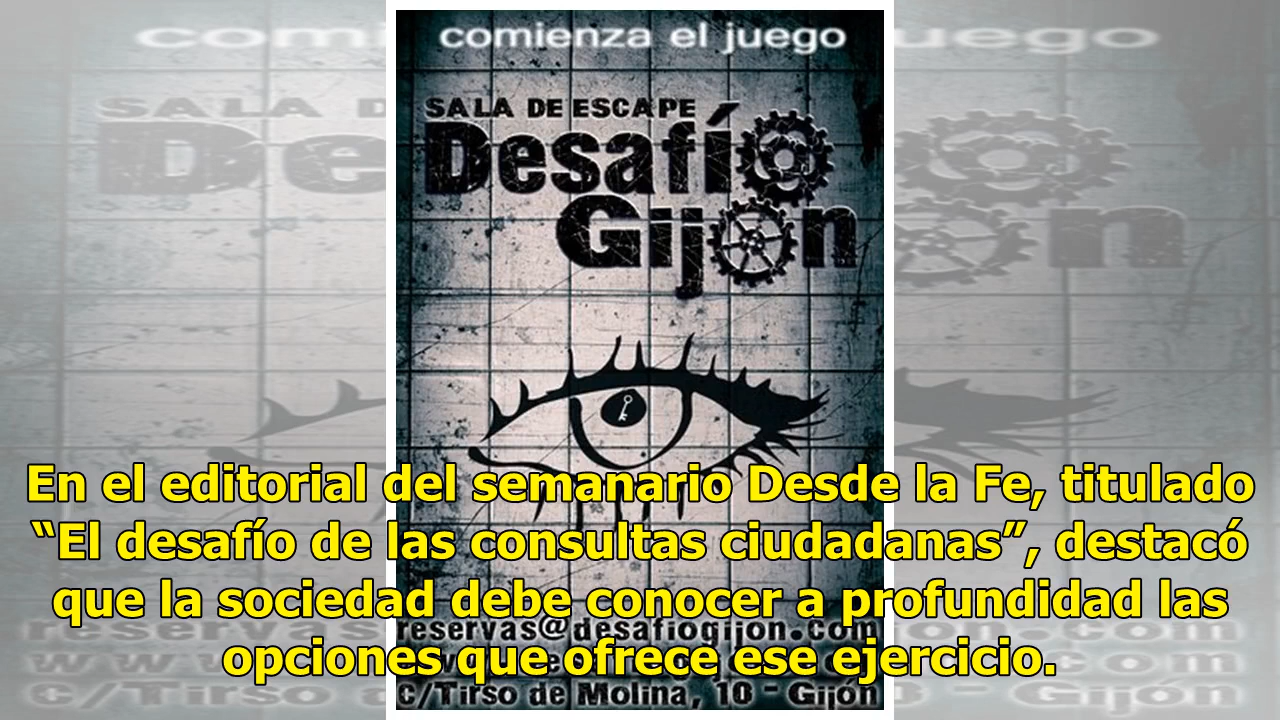 comienza el juego
SALA DE ESCAPE
Desafío
Gijón
En el editorial del semanario Desde la Fe, titulado
“El desafío de las consultas ciudadanas”, destacó
que la sociedad debe conocer a profundidad las
reservas@desafiogijon.com
opciones que ofrece ese ejercicio.
C/Tirso de Molina, 10 - Gijón